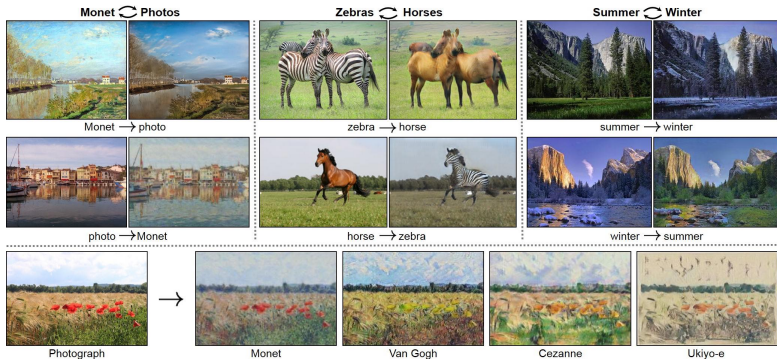 Monet Photos
Zebras Horses
Summer Winter
Monet → photo
zebra → horse
summer → winter
photo → Monet
horse → zebra
winter → summer
Photograph
Monet
Van Gogh
Cezanne
Ukiyo-e